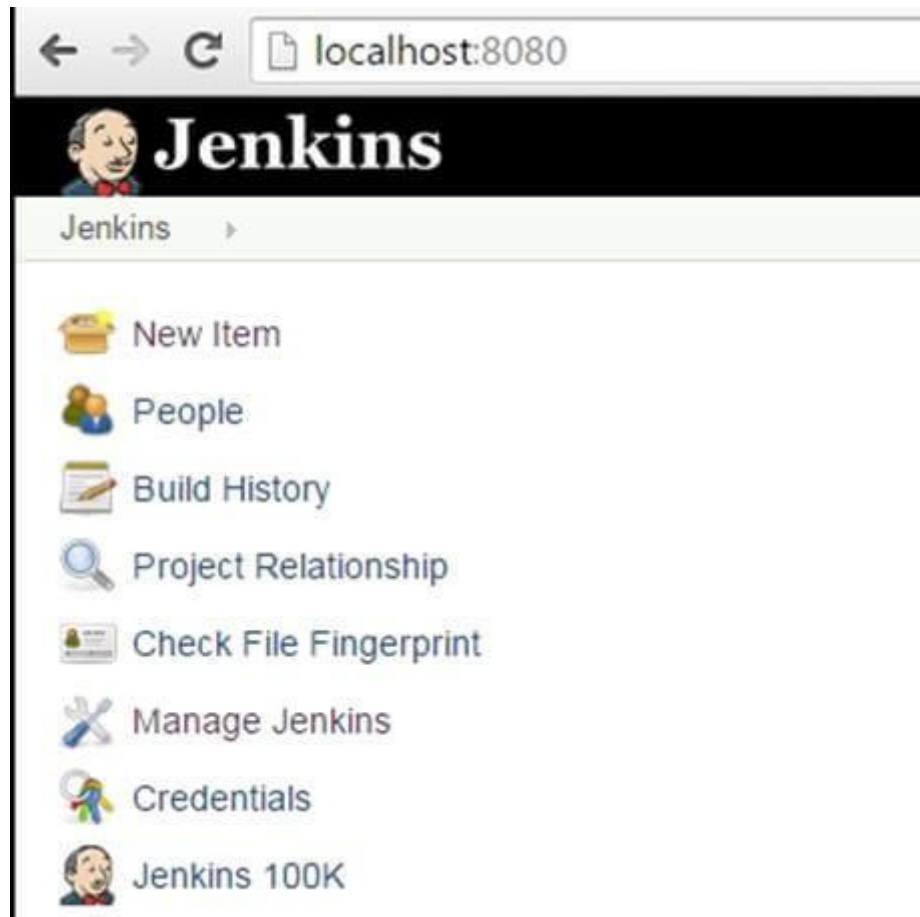 localhost:8080
Jenkins
Jenkins
New Item
People
Build History
Project Relationship
Check File Fingerprint
Manage Jenkins
Credentials
Jenkins 100K